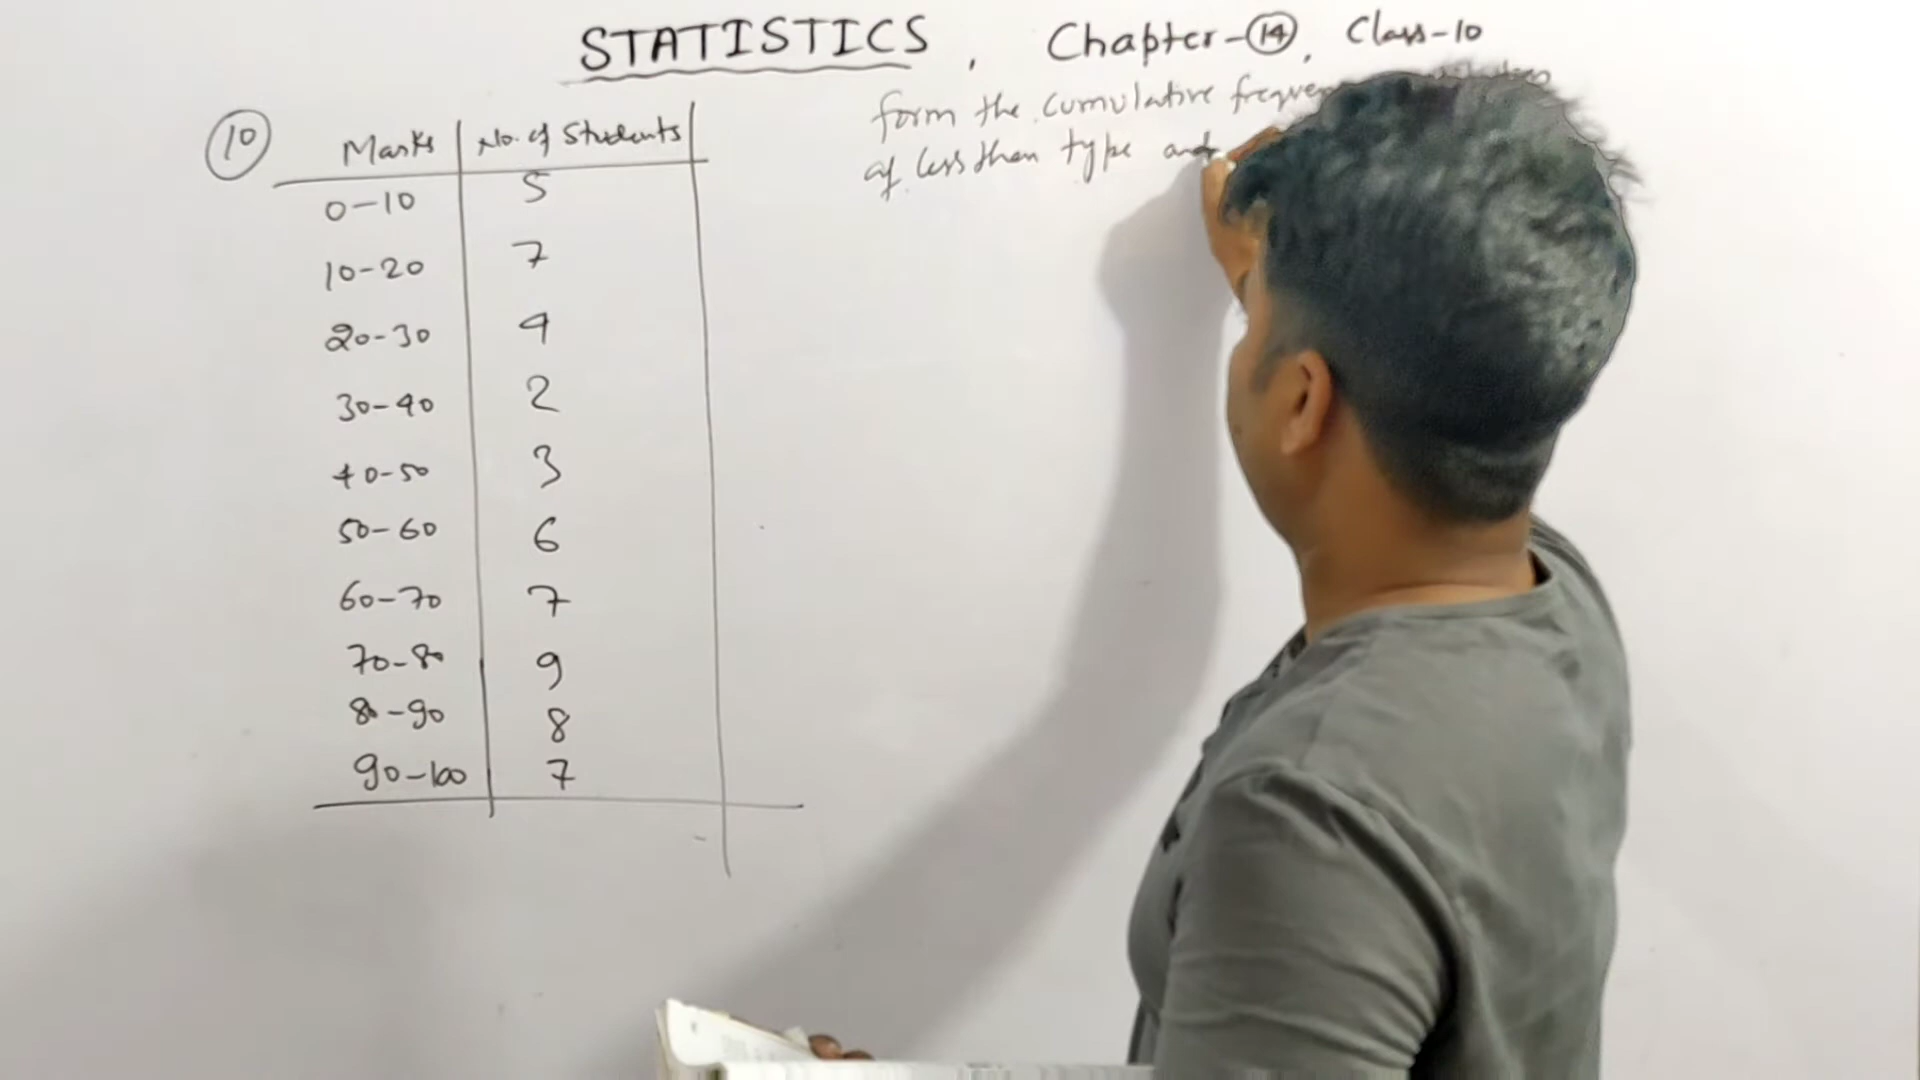 STATISTICS, Chapter-14, Class-10
form the cumulative
of less than type and
10
Marks No. of Students
0-10 5
10-20 7
20-30 4
30-40 2
40-50 3
50-60 6
60-70 7
70-80 9
80-90 8
90-100 7